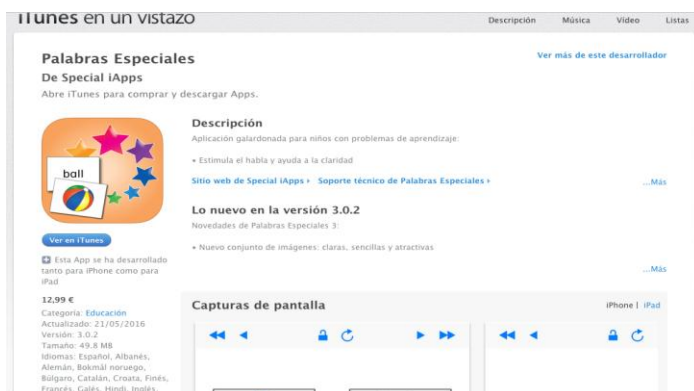 iTunes en un vistazo
Descripción Música Vídeo Listas
Palabras Especiales
Ver más de este desarrollador
De Special iApps
Abre iTunes para comprar y descargar Apps.
ball
Ver en iTunes
Esta App se ha desarrollado
tanto para iPhone como para
iPad
12,99 €
Categoría: Educación
Actualizado: 21/05/2016
Versión: 3.0.2
Tamaño: 49.8 MB
Idiomas: Español, Albanés,
Alemán, Bokmål noruego,
Búlgaro, Catalán, Croata, Finés,
Francés, Galés, Hindi, Inglés,
Descripción
Aplicación galardonada para niños con problemas de aprendizaje:
• Estimula el habla y ayuda a la claridad
Sitio web de Special iApps › Soporte técnico de Palabras Especiales ›
...Más
Lo nuevo en la versión 3.0.2
Novedades de Palabras Especiales 3:
• Nuevo conjunto de imágenes: claras, sencillas y atractivas
...Más
Capturas de pantalla
iPhone | iPad